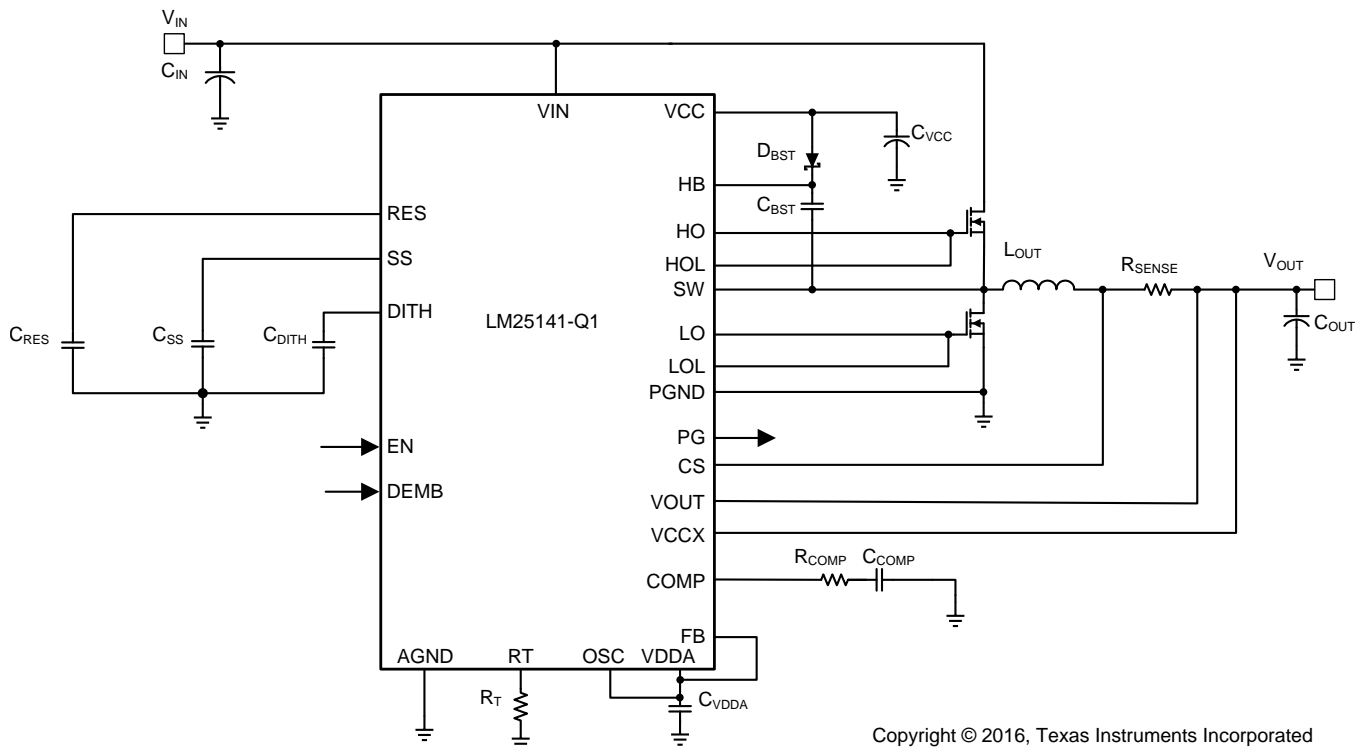 VIN
CIN
VIN
VCC
DBST
CVCC
HB
CBST
RES
HO
HOL
LOUT
RSENSE
VOUT
SS
SW
DITH
LM25141-Q1
LO
COUT
CRES
CSS
CDITH
LOL
PGND
EN
PG
CS
DEMB
VOUT
VCCX
RCOMP
CCOMP
COMP
FB
AGND
RT
OSC
VDDA
RT
CVDDA
Copyright © 2016, Texas Instruments Incorporated